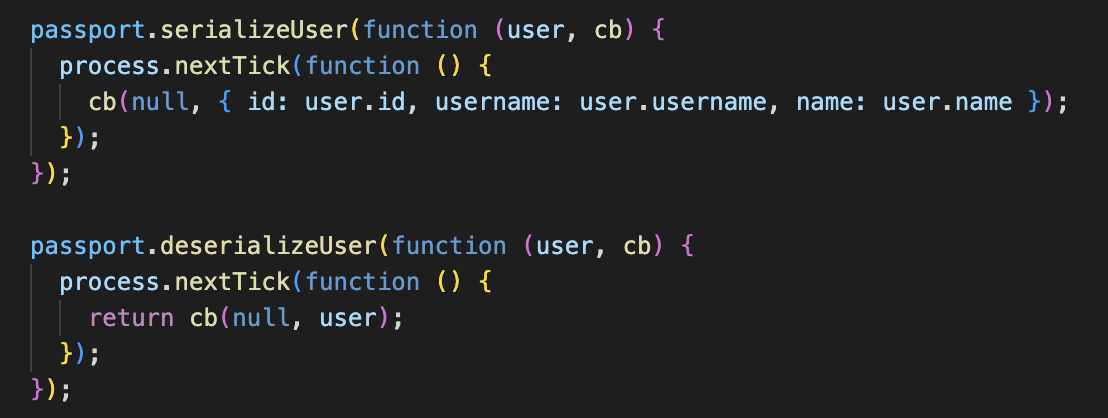 passport.serializeUser(function (user, cb) {
  process.nextTick(function () {
    cb(null, { id: user.id, username: user.username, name: user.name });
  });
});

passport.deserializeUser(function (user, cb) {
  process.nextTick(function () {
    return cb(null, user);
  });
});